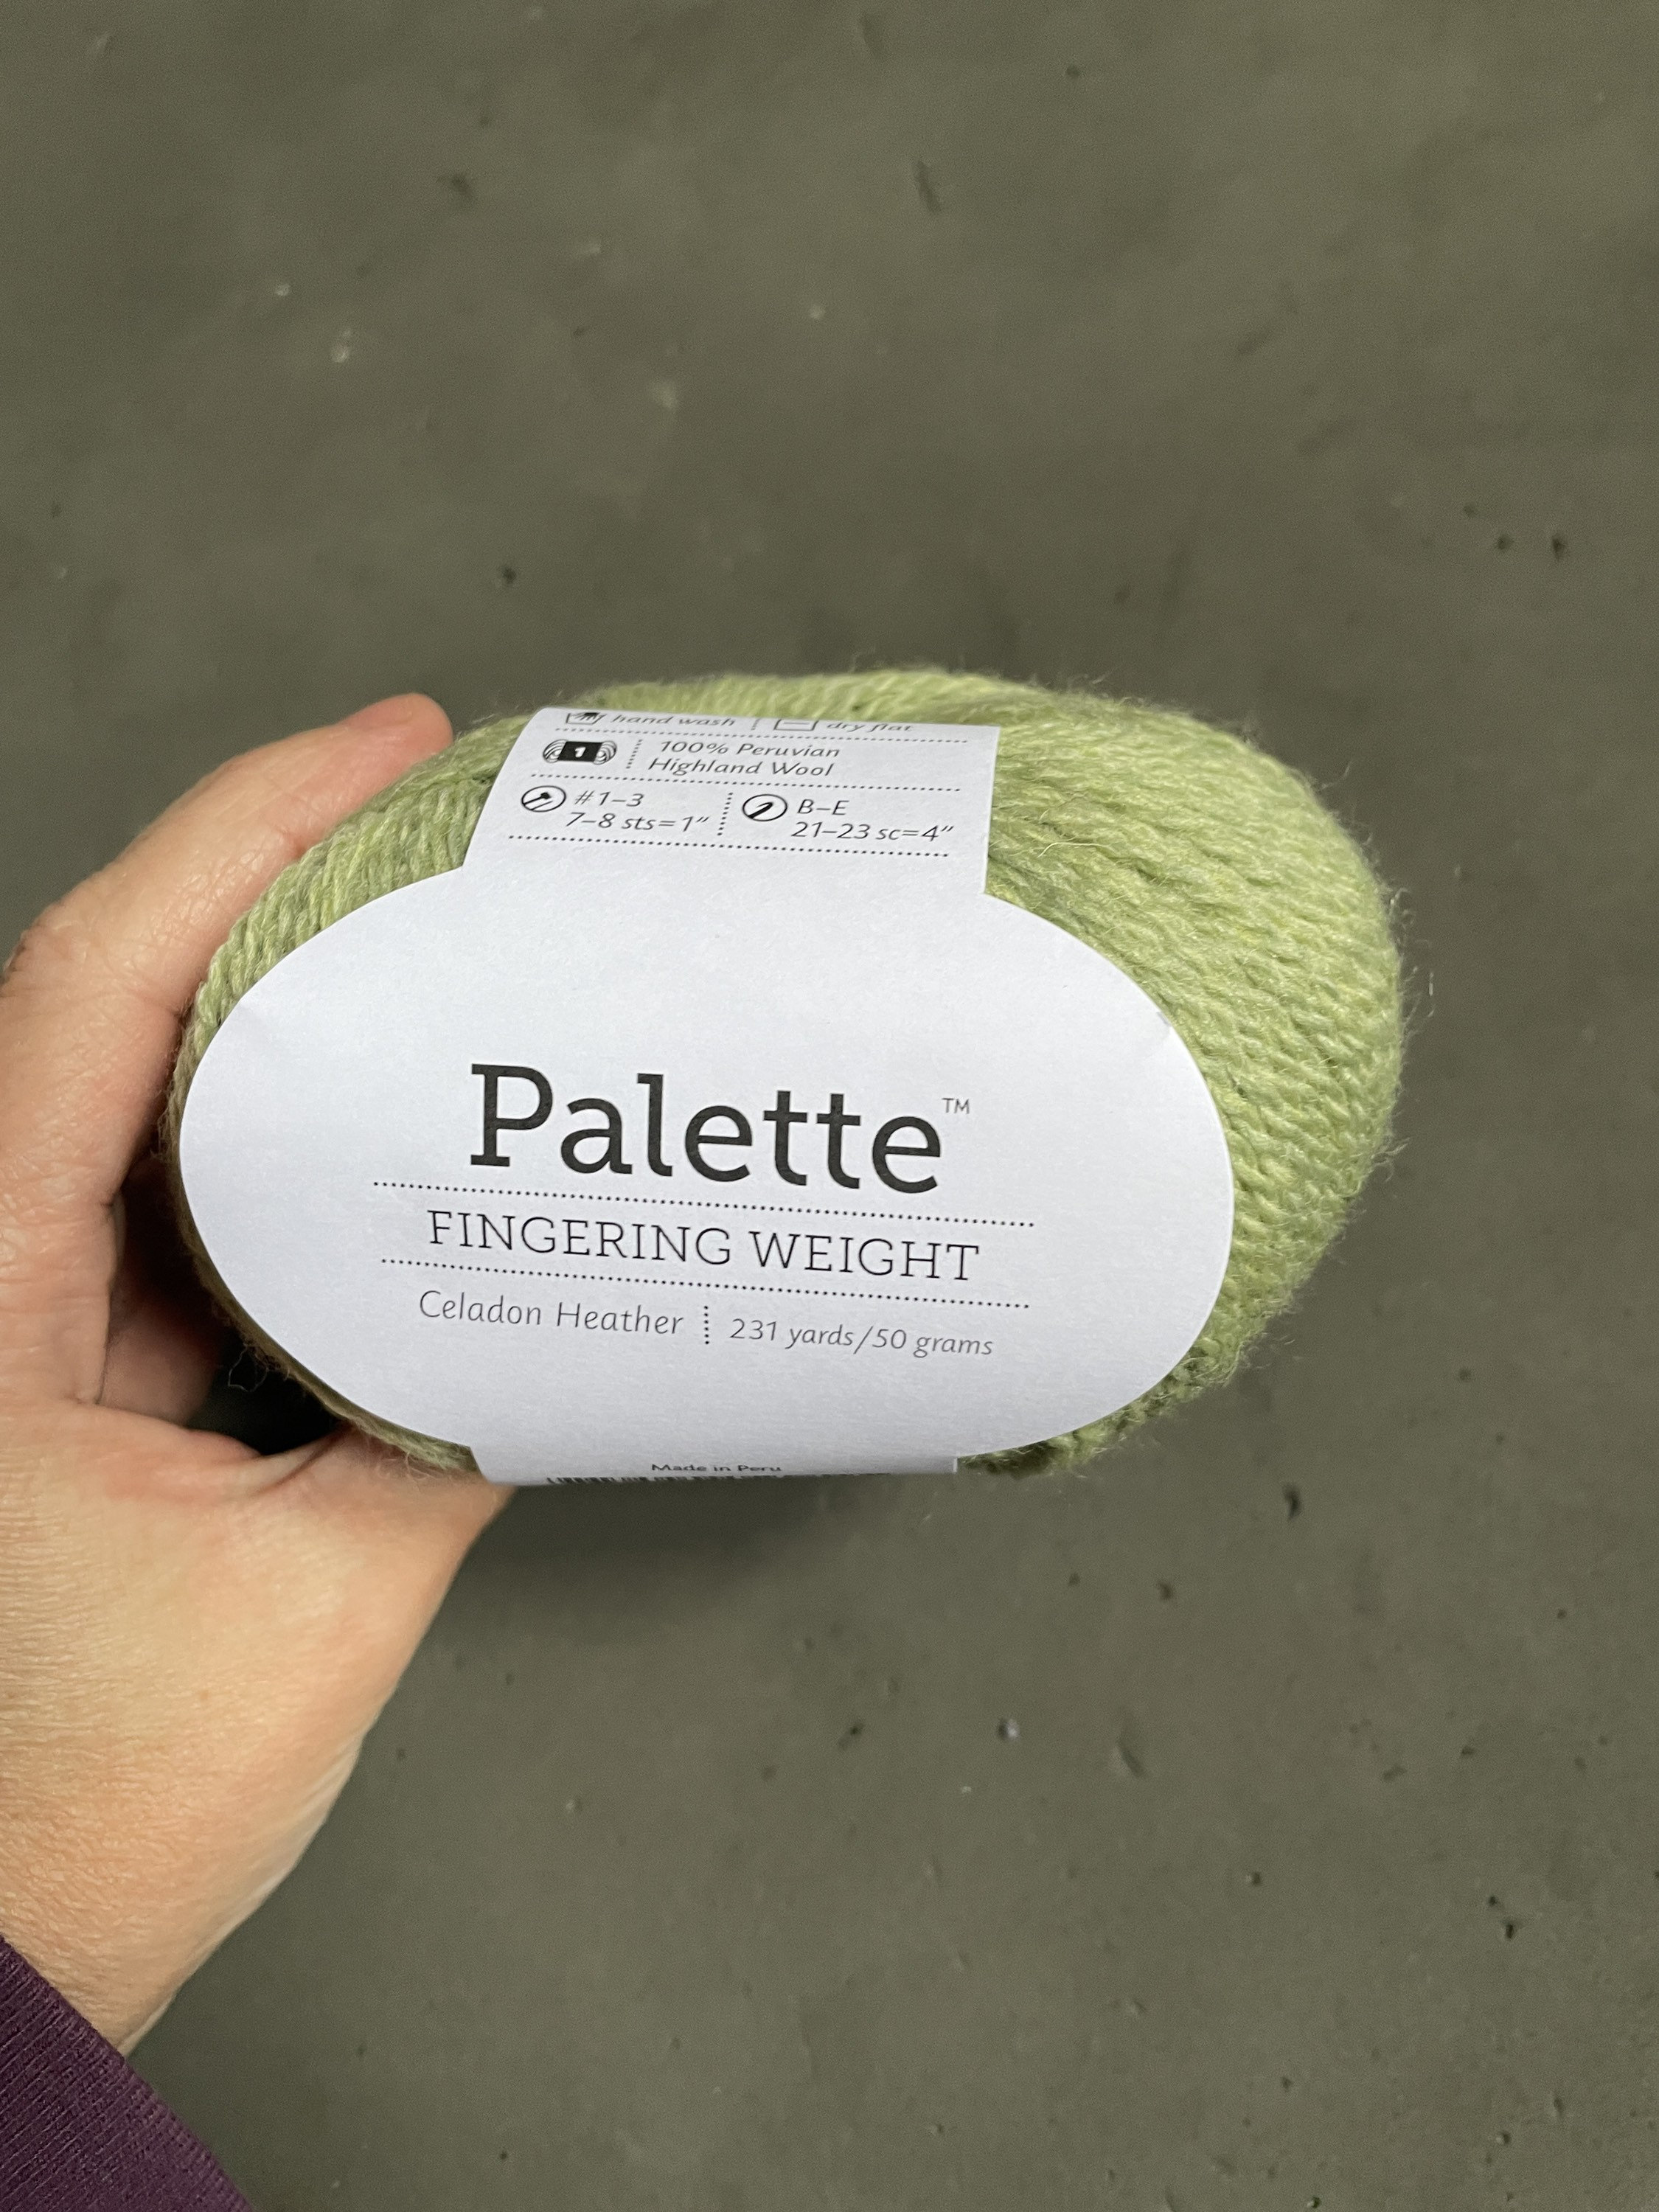 hand wash dry flat
1 100% Peruvian
Highland Wool
#1–3 B–E
7–8 sts=1" 21–23 sc=4"
Palette™
FINGERING WEIGHT
Celadon Heather 231 yards/50 grams
Made in Peru